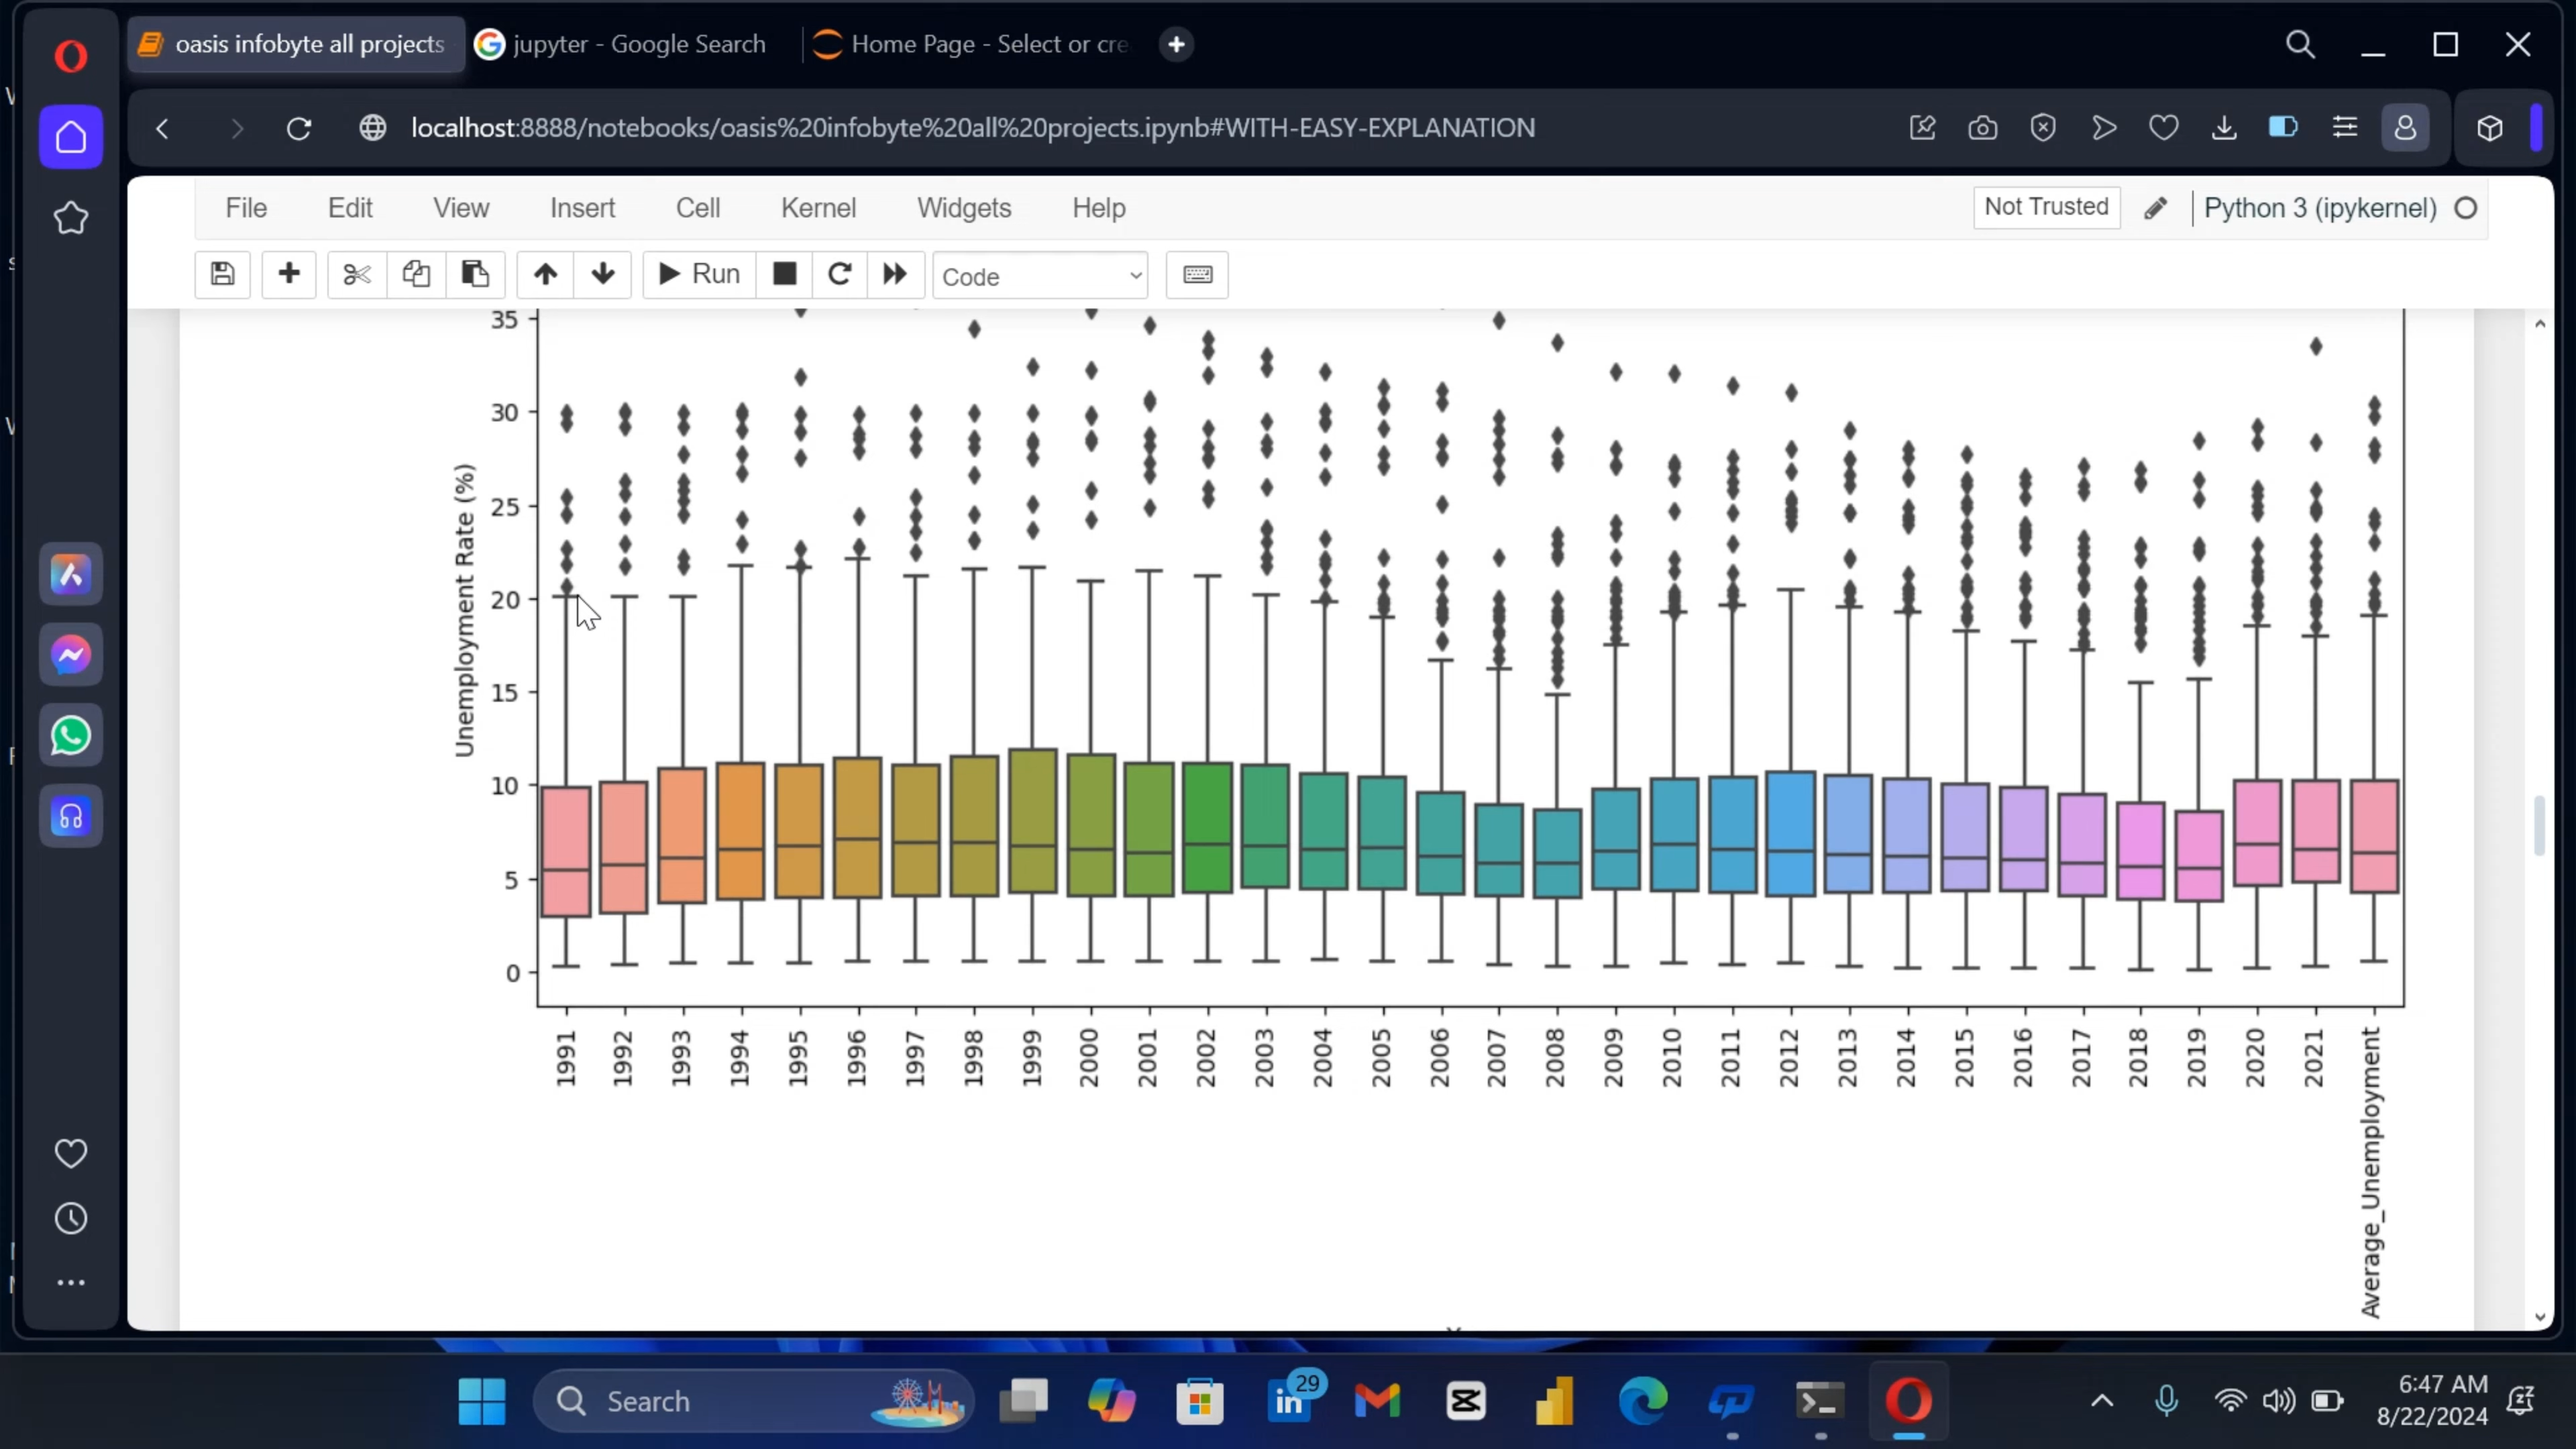 oasis infobyte all projects
jupyter - Google Search
Home Page - Select or cre
localhost:8888/notebooks/oasis%20infobyte%20all%20projects.ipynb#WITH-EASY-EXPLANATION
File Edit View Insert Cell Kernel Widgets Help
Not Trusted
Python 3 (ipykernel)
Run
Code
35
30
25
20
15
10
5
0
Unemployment Rate (%)
1991 1992 1993 1994 1995 1996 1997 1998 1999 2000 2001 2002 2003 2004 2005 2006 2007 2008 2009 2010 2011 2012 2013 2014 2015 2016 2017 2018 2019 2020 2021 Average_Unemployment
Search
29
in
6:47 AM
8/22/2024